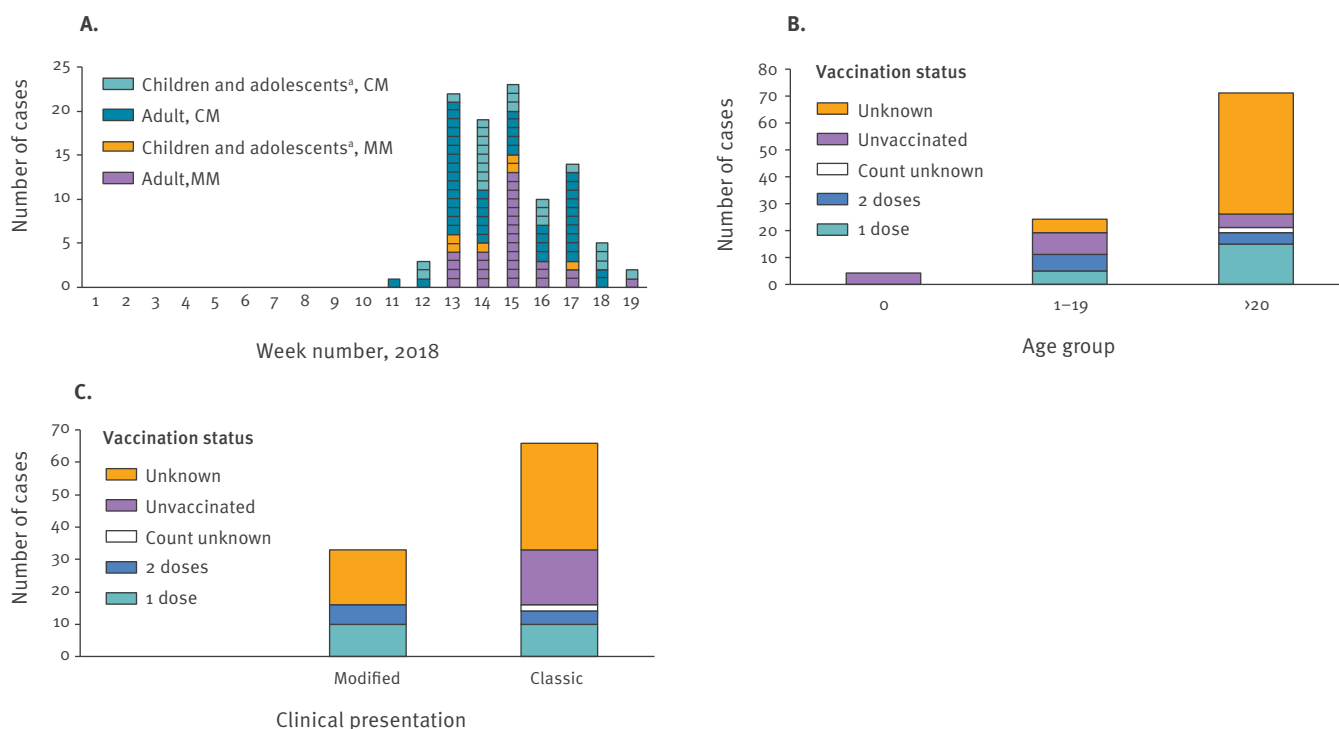 A.
Number of cases
25
20
15
10
5
0
Children and adolescentsᵃ, CM
Adult, CM
Children and adolescentsᵃ, MM
Adult,MM
1 2 3 4 5 6 7 8 9 10 11 12 13 14 15 16 17 18 19
Week number, 2018
B.
Number of cases
80
70
60
50
40
30
20
10
0
Vaccination status
Unknown
Unvaccinated
Count unknown
2 doses
1 dose
0 1–19 >20
Age group
C.
Number of cases
70
60
50
40
30
20
10
0
Vaccination status
Unknown
Unvaccinated
Count unknown
2 doses
1 dose
Modified Classic
Clinical presentation